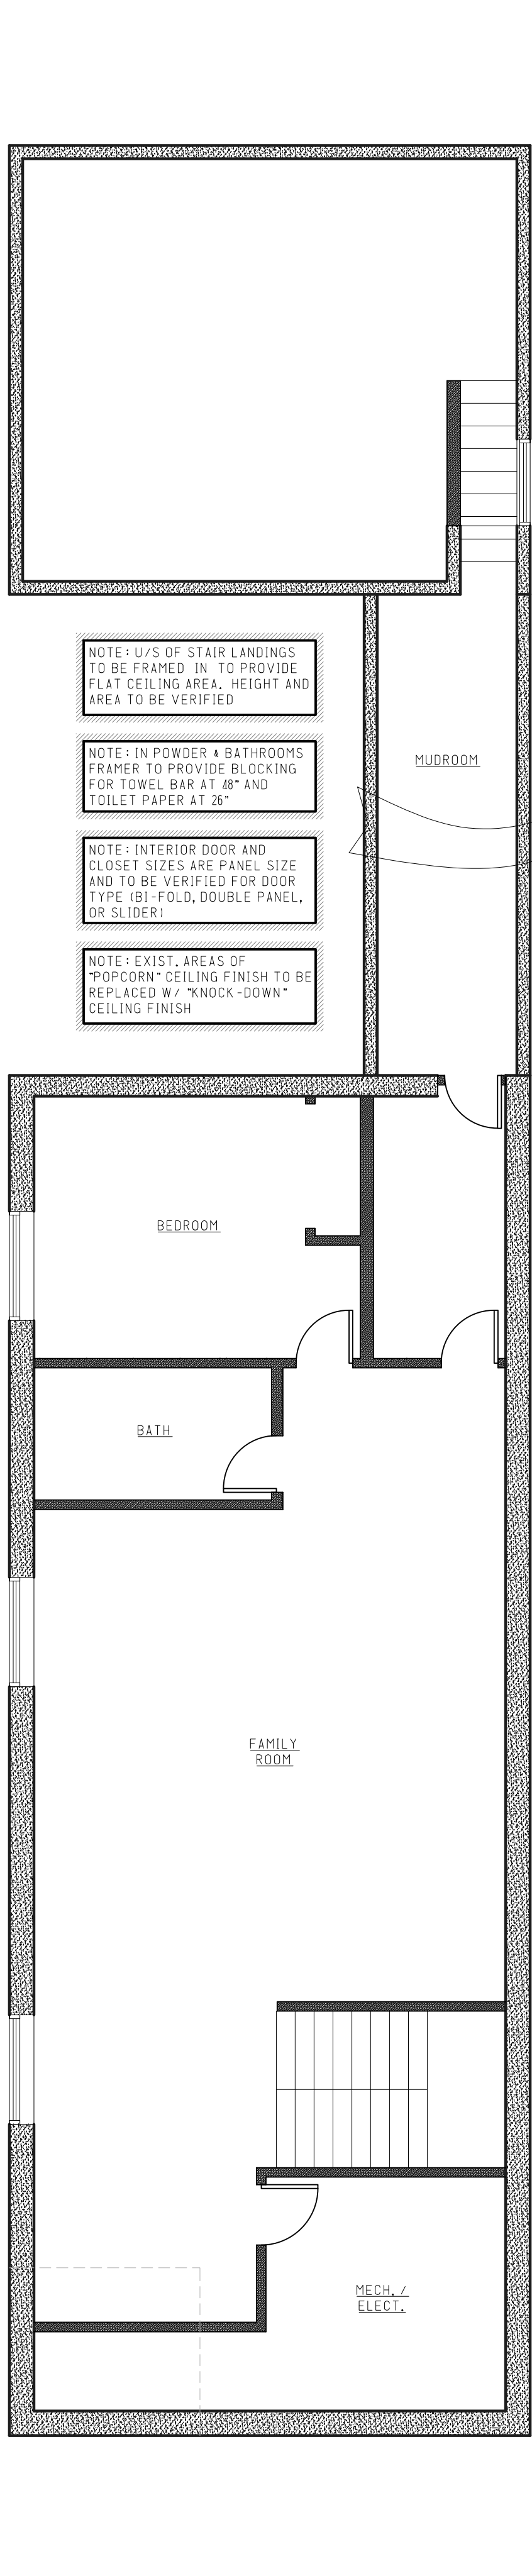 NOTE: U/S OF STAIR LANDINGS
TO BE FRAMED IN TO PROVIDE
FLAT CEILING AREA. HEIGHT AND
AREA TO BE VERIFIED
NOTE: IN POWDER & BATHROOMS
FRAMER TO PROVIDE BLOCKING
FOR TOWEL BAR AT 48" AND
TOILET PAPER AT 26"
NOTE: INTERIOR DOOR AND
CLOSET SIZES ARE PANEL SIZE
AND TO BE VERIFIED FOR DOOR
TYPE (BI-FOLD, DOUBLE PANEL,
OR SLIDER)
NOTE: EXIST. AREAS OF
"POPCORN" CEILING FINISH TO BE
REPLACED W/ "KNOCK-DOWN"
CEILING FINISH
MUDROOM
BEDROOM
BATH
FAMILY
ROOM
MECH. /
ELECT.